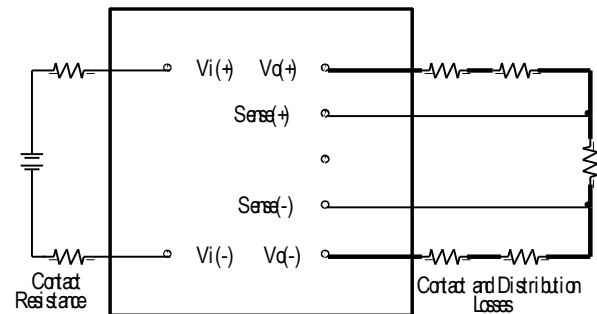 Vi(+) Vo(+)
Sense(+)
Sense(-)
Vi(-) Vo(-)
Contact
Resistance
Contact and Distribution
Losses